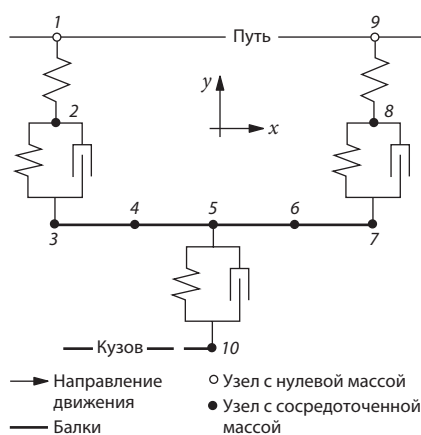 1 Путь 9
y
x
2 8
3 4 5 6 7
Кузов 10
Направление
движения
Балки
Узел с нулевой массой
Узел с сосредоточенной
массой